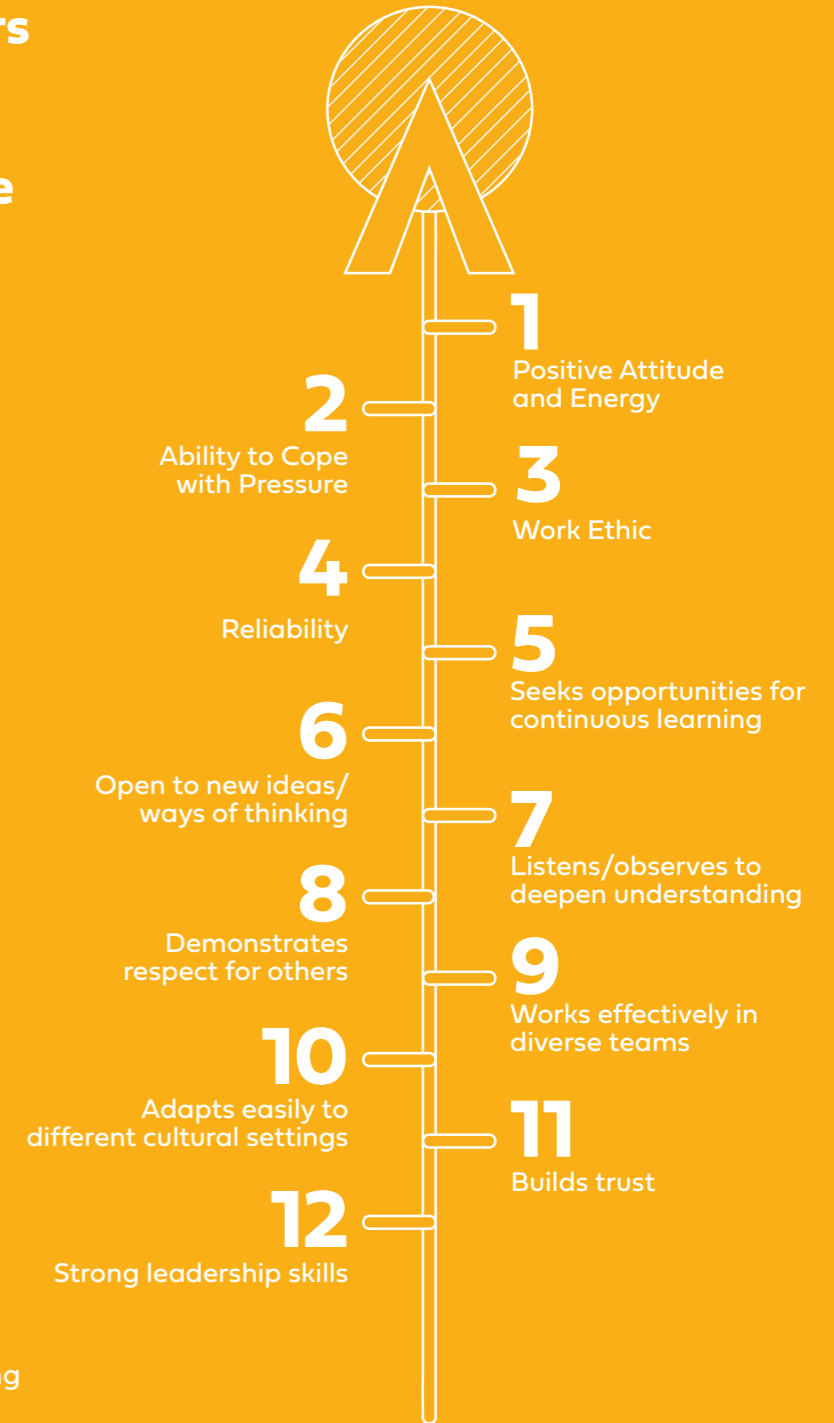 rs
e
1
Positive Attitude
and Energy
2
Ability to Cope
with Pressure
3
Work Ethic
4
Reliability
5
Seeks opportunities for
continuous learning
6
Open to new ideas/
ways of thinking
7
Listens/observes to
deepen understanding
8
Demonstrates
respect for others
9
Works effectively in
diverse teams
10
Adapts easily to
different cultural settings
11
Builds trust
12
Strong leadership skills
ng